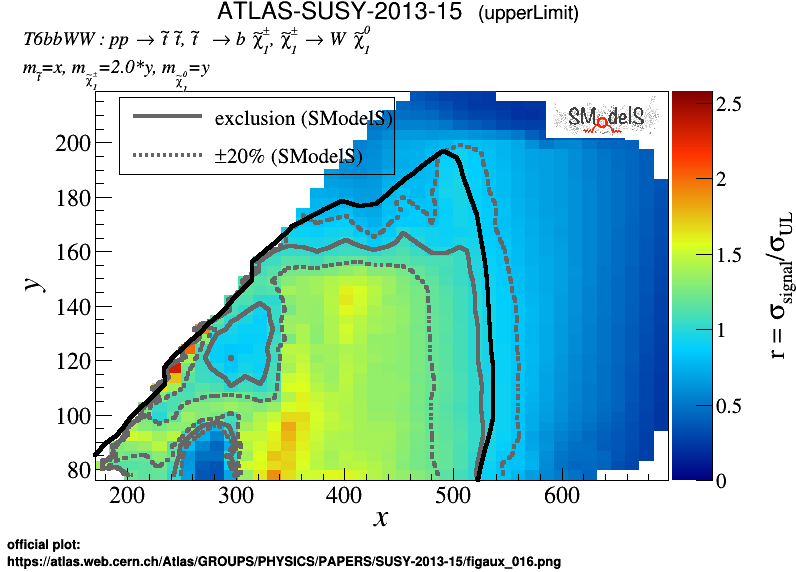 ATLAS-SUSY-2013-15 (upperLimit)
T6bbWW : pp → t̃ t̃, t̃ → b χ̃₁^±, χ̃₁^± → W χ̃₁^0
m_t̃=x, m_χ̃₁^±=2.0*y, m_χ̃₁^0=y
exclusion (SModelS)
±20% (SModelS)
SModelS
y
200
180
160
140
120
100
80
200 300 400 500 600
x
2.5
2
1.5
1
0.5
0
r = σ_signal/σ_UL
official plot:
https://atlas.web.cern.ch/Atlas/GROUPS/PHYSICS/PAPERS/SUSY-2013-15/figaux_016.png